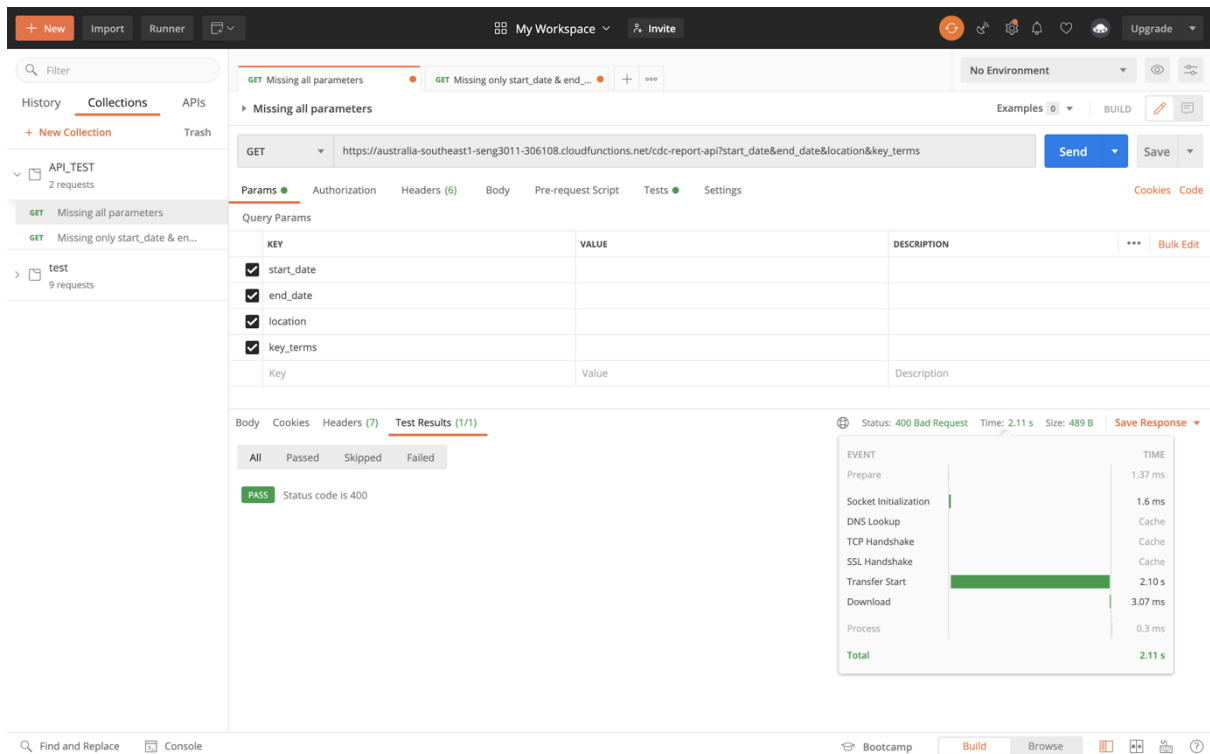 + New Import Runner My Workspace Invite Upgrade
Filter
History Collections APIs
+ New Collection Trash
API_TEST
2 requests
GET Missing all parameters
GET Missing only start_date & en...
test
9 requests
GET Missing all parameters GET Missing only start_date & end_... + ooo No Environment
Missing all parameters Examples 0 BUILD
GET https://australia-southeast1-seng3011-306108.cloudfunctions.net/cdc-report-api?start_date&end_date&location&key_terms Send Save
Params Authorization Headers (6) Body Pre-request Script Tests Settings Cookies Code
Query Params
KEY VALUE DESCRIPTION ••• Bulk Edit
start_date
end_date
location
key_terms
Key Value Description
Body Cookies Headers (7) Test Results (1/1) Status: 400 Bad Request Time: 2.11 s Size: 489 B Save Response
All Passed Skipped Failed
PASS Status code is 400
EVENT TIME
Prepare 1.37 ms
Socket Initialization 1.6 ms
DNS Lookup Cache
TCP Handshake Cache
SSL Handshake Cache
Transfer Start 2.10 s
Download 3.07 ms
Process 0.3 ms
Total 2.11 s
Find and Replace Console Bootcamp Build Browse ?